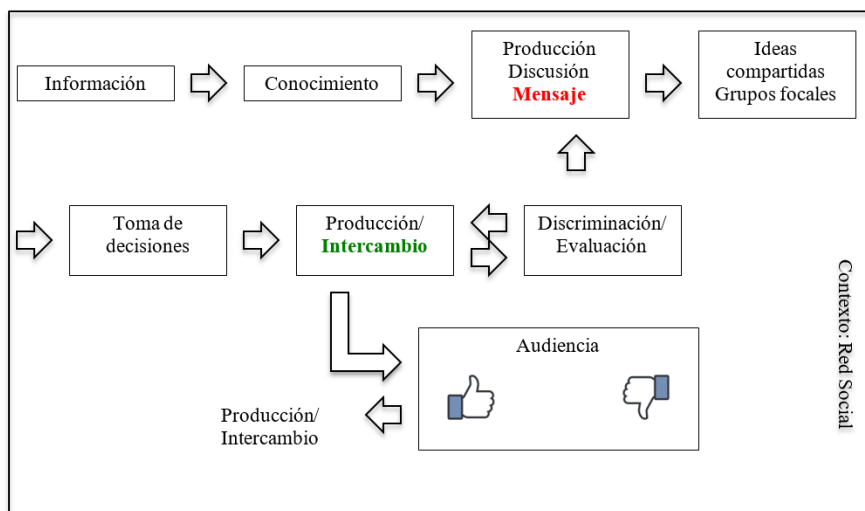 Información
Conocimiento
Producción
Discusión
Mensaje
Ideas
compartidas
Grupos focales
Toma de
decisiones
Producción/
Intercambio
Discriminación/
Evaluación
Audiencia
Producción/
Intercambio
Contexto: Red Social